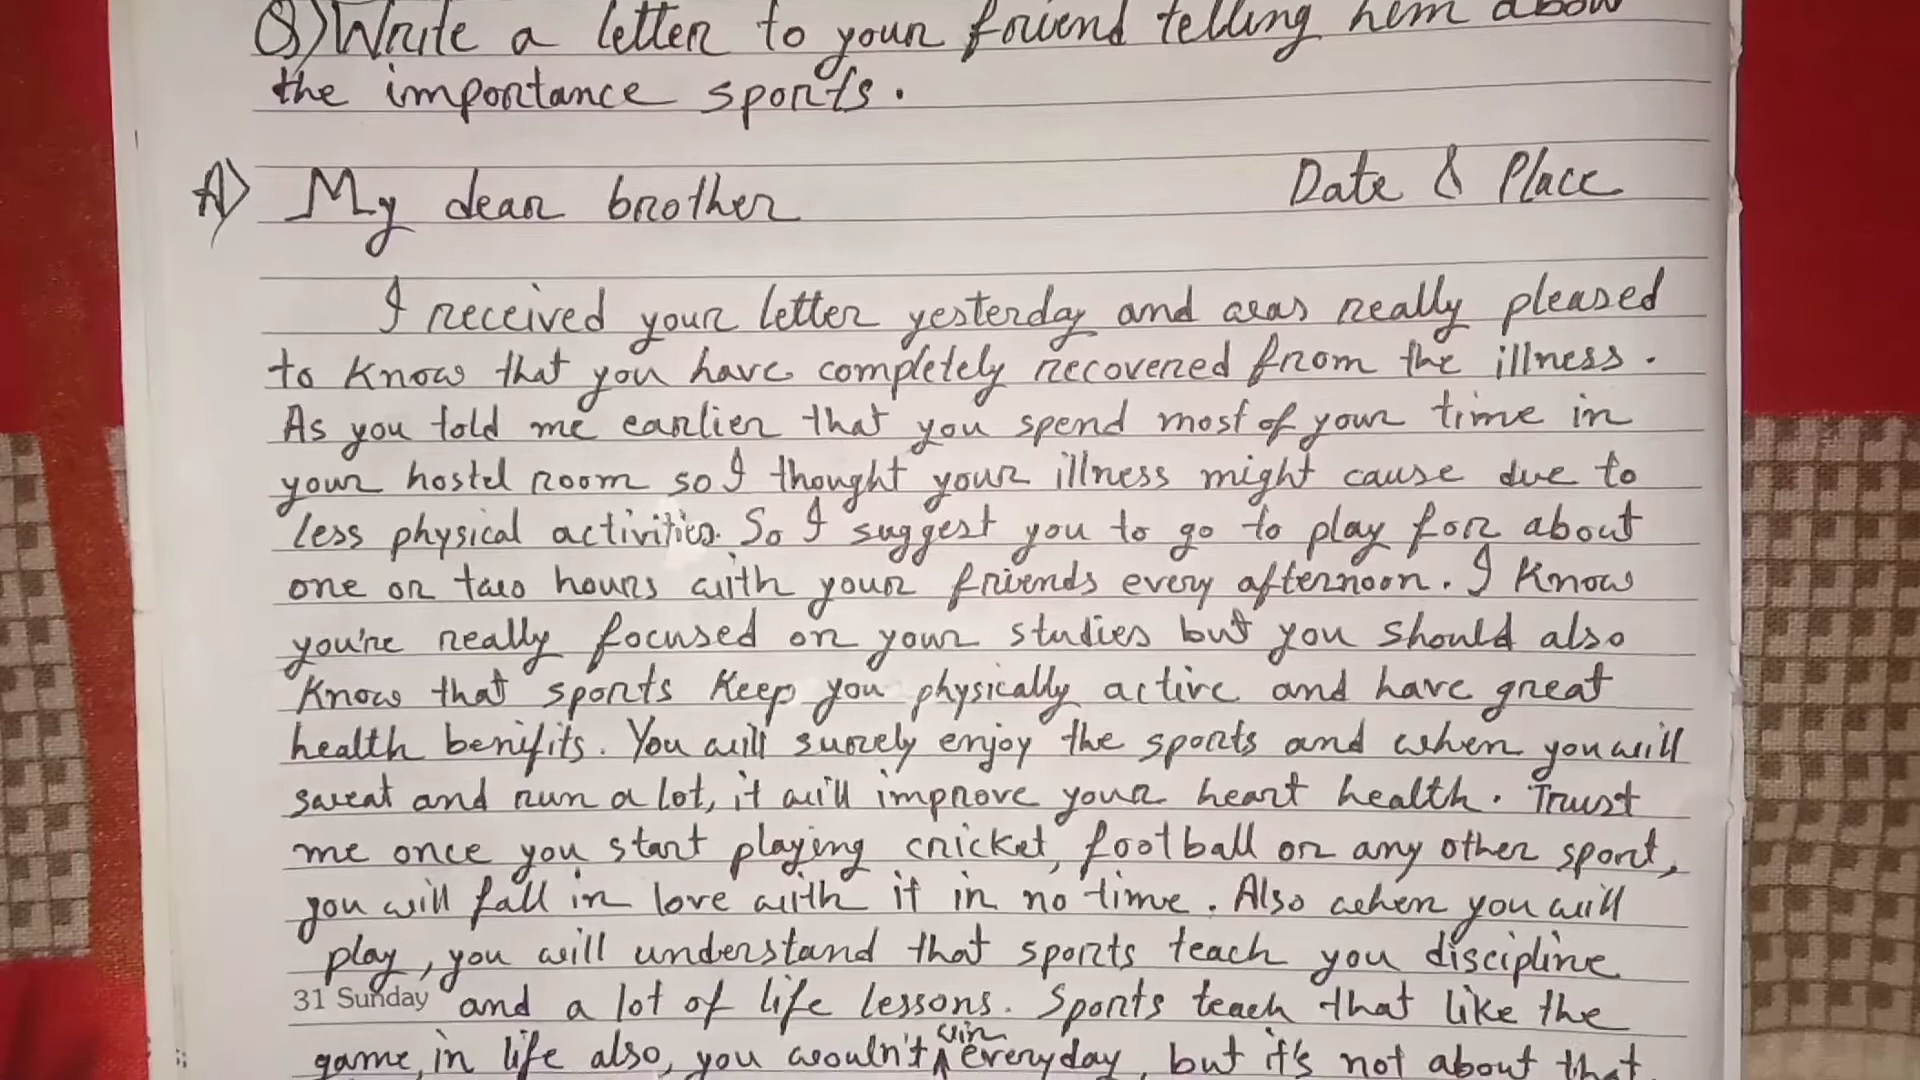 Q) Write a letter to your friend telling him about
the importance sports.
Date & Place
A) My dear brother
I received your letter yesterday and was really pleased
to know that you have completely recovered from the illness.
As you told me earlier that you spend most of your time in
your hostel room so I thought your illness might cause due to
less physical activities. So I suggest you to go to play for about
one or two hours with your friends every afternoon. I know
you're really focused on your studies but you should also
know that sports keep you physically active and have great
health benifits. You will surely enjoy the sports and when you will
sweat and run a lot, it will improve your heart health. Trust
me once you start playing cricket, football or any other sport,
you will fall in love with it in no time. Also when you will
play, you will understand that sports teach you discipline
31 Sunday and a lot of life lessons. Sports teach that like the
game, in life also, you wouln't win everyday, but it's not about that.